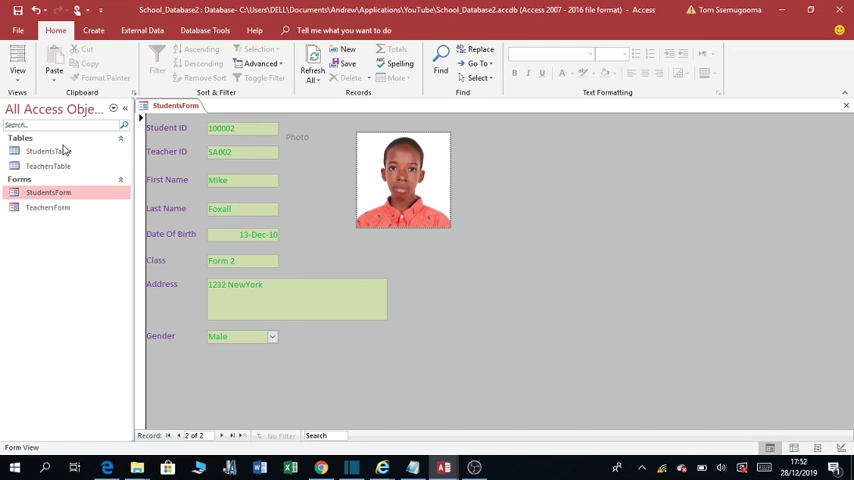 School_Database2 : Database- C:\Users\DELL\Documents\Andrew\Applications\YouTube\School_Database2.accdb (Access 2007 - 2016 file format) - Access
Tom Ssemugooma
File Home Create External Data Database Tools Help Tell me what you want to do
View
Views
Paste
Cut
Copy
Format Painter
Clipboard
Filter
Ascending
Descending
Remove Sort
Selection
Advanced
Toggle Filter
Sort & Filter
Refresh
All
New
Save
Delete
Totals
Spelling
More
Records
Find
Replace
Go To
Select
Find
B I U
Text Formatting
All Access Obje...
Search...
Tables
StudentsTable
TeachersTable
Forms
StudentsForm
TeachersForm
StudentsForm
Student ID 100002
Photo
Teacher ID SA002
First Name Mike
Last Name Foxall
Date Of Birth 13-Dec-10
Class Form 2
Address 1232 NewYork
Gender Male
Record: 2 of 2 No Filter Search
Form View
17:52
28/12/2019